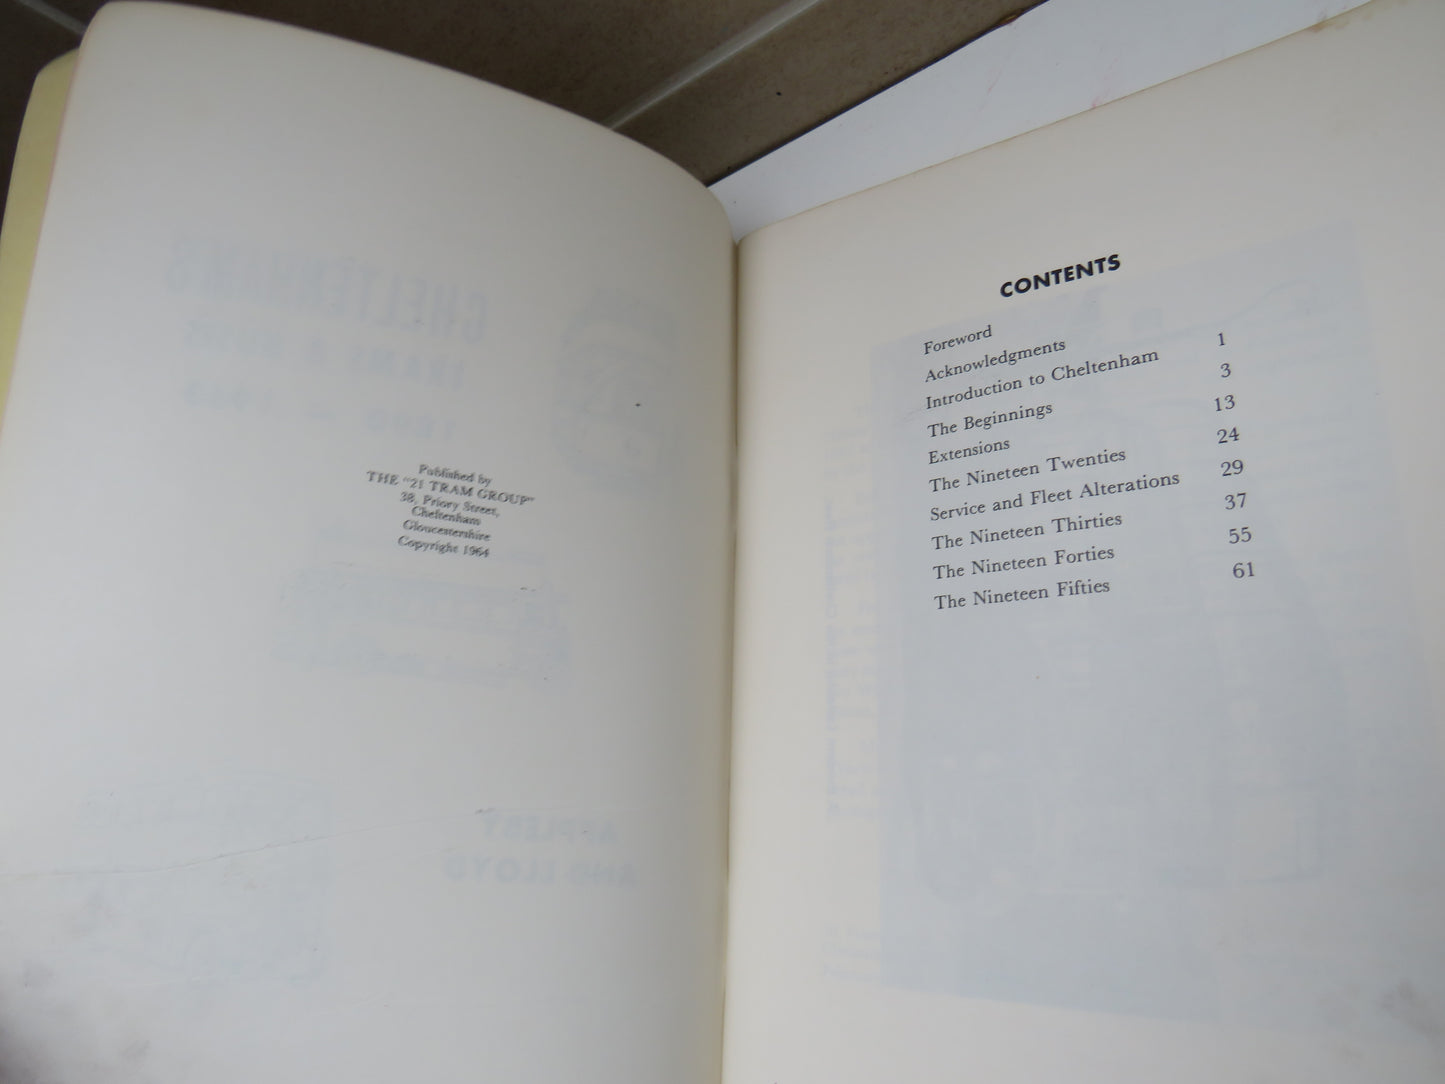 Published by
THE "21 TRAM GROUP"
38, Priory Street,
Cheltenham
Gloucestershire
Copyright 1964
CONTENTS
Foreword
Acknowledgments
Introduction to Cheltenham 1
The Beginnings 3
Extensions 13
The Nineteen Twenties 24
Service and Fleet Alterations 29
The Nineteen Thirties 37
The Nineteen Forties 55
The Nineteen Fifties 61